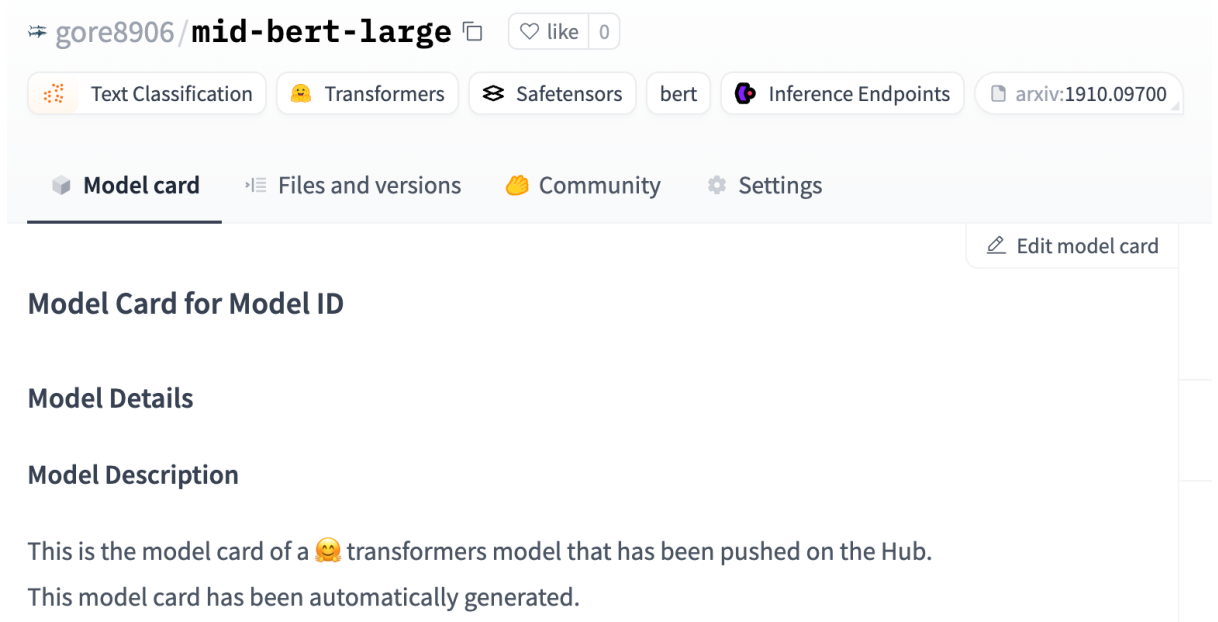 gore8906/mid-bert-large like 0
Text Classification Transformers Safetensors bert Inference Endpoints arxiv:1910.09700
Model card Files and versions Community Settings
Edit model card
Model Card for Model ID
Model Details
Model Description
This is the model card of a 🤗 transformers model that has been pushed on the Hub.
This model card has been automatically generated.